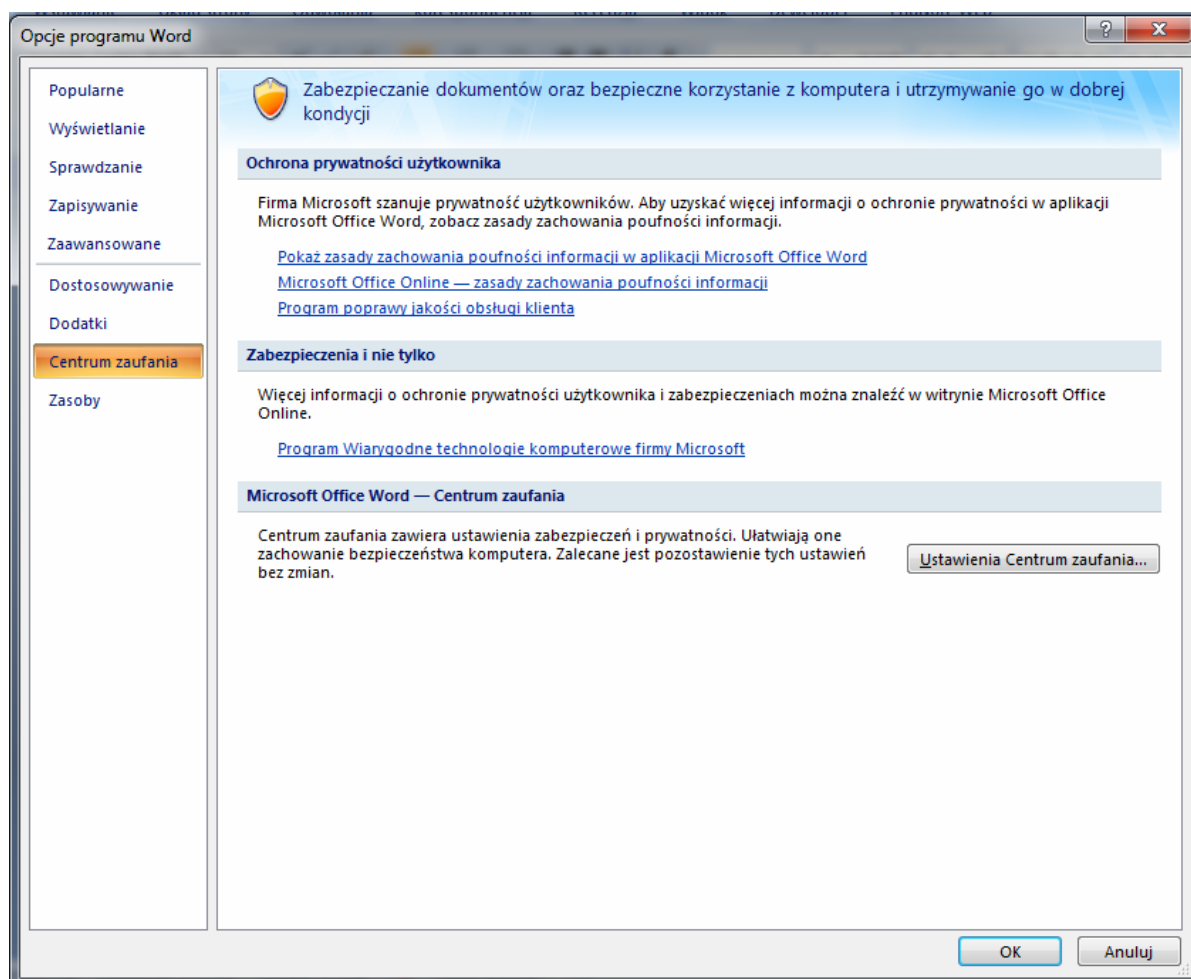 Opcje programu Word
Popularne
Wyświetlanie
Sprawdzanie
Zapisywanie
Zaawansowane
Dostosowywanie
Dodatki
Centrum zaufania
Zasoby
Zabezpieczanie dokumentów oraz bezpieczne korzystanie z komputera i utrzymywanie go w dobrej
kondycji
Ochrona prywatności użytkownika
Firma Microsoft szanuje prywatność użytkowników. Aby uzyskać więcej informacji o ochronie prywatności w aplikacji
Microsoft Office Word, zobacz zasady zachowania poufności informacji.
Pokaż zasady zachowania poufności informacji w aplikacji Microsoft Office Word
Microsoft Office Online — zasady zachowania poufności informacji
Program poprawy jakości obsługi klienta
Zabezpieczenia i nie tylko
Więcej informacji o ochronie prywatności użytkownika i zabezpieczeniach można znaleźć w witrynie Microsoft Office
Online.
Program Wiarygodne technologie komputerowe firmy Microsoft
Microsoft Office Word — Centrum zaufania
Centrum zaufania zawiera ustawienia zabezpieczeń i prywatności. Ułatwiają one
zachowanie bezpieczeństwa komputera. Zalecane jest pozostawienie tych ustawień
bez zmian.
Ustawienia Centrum zaufania...
OK
Anuluj